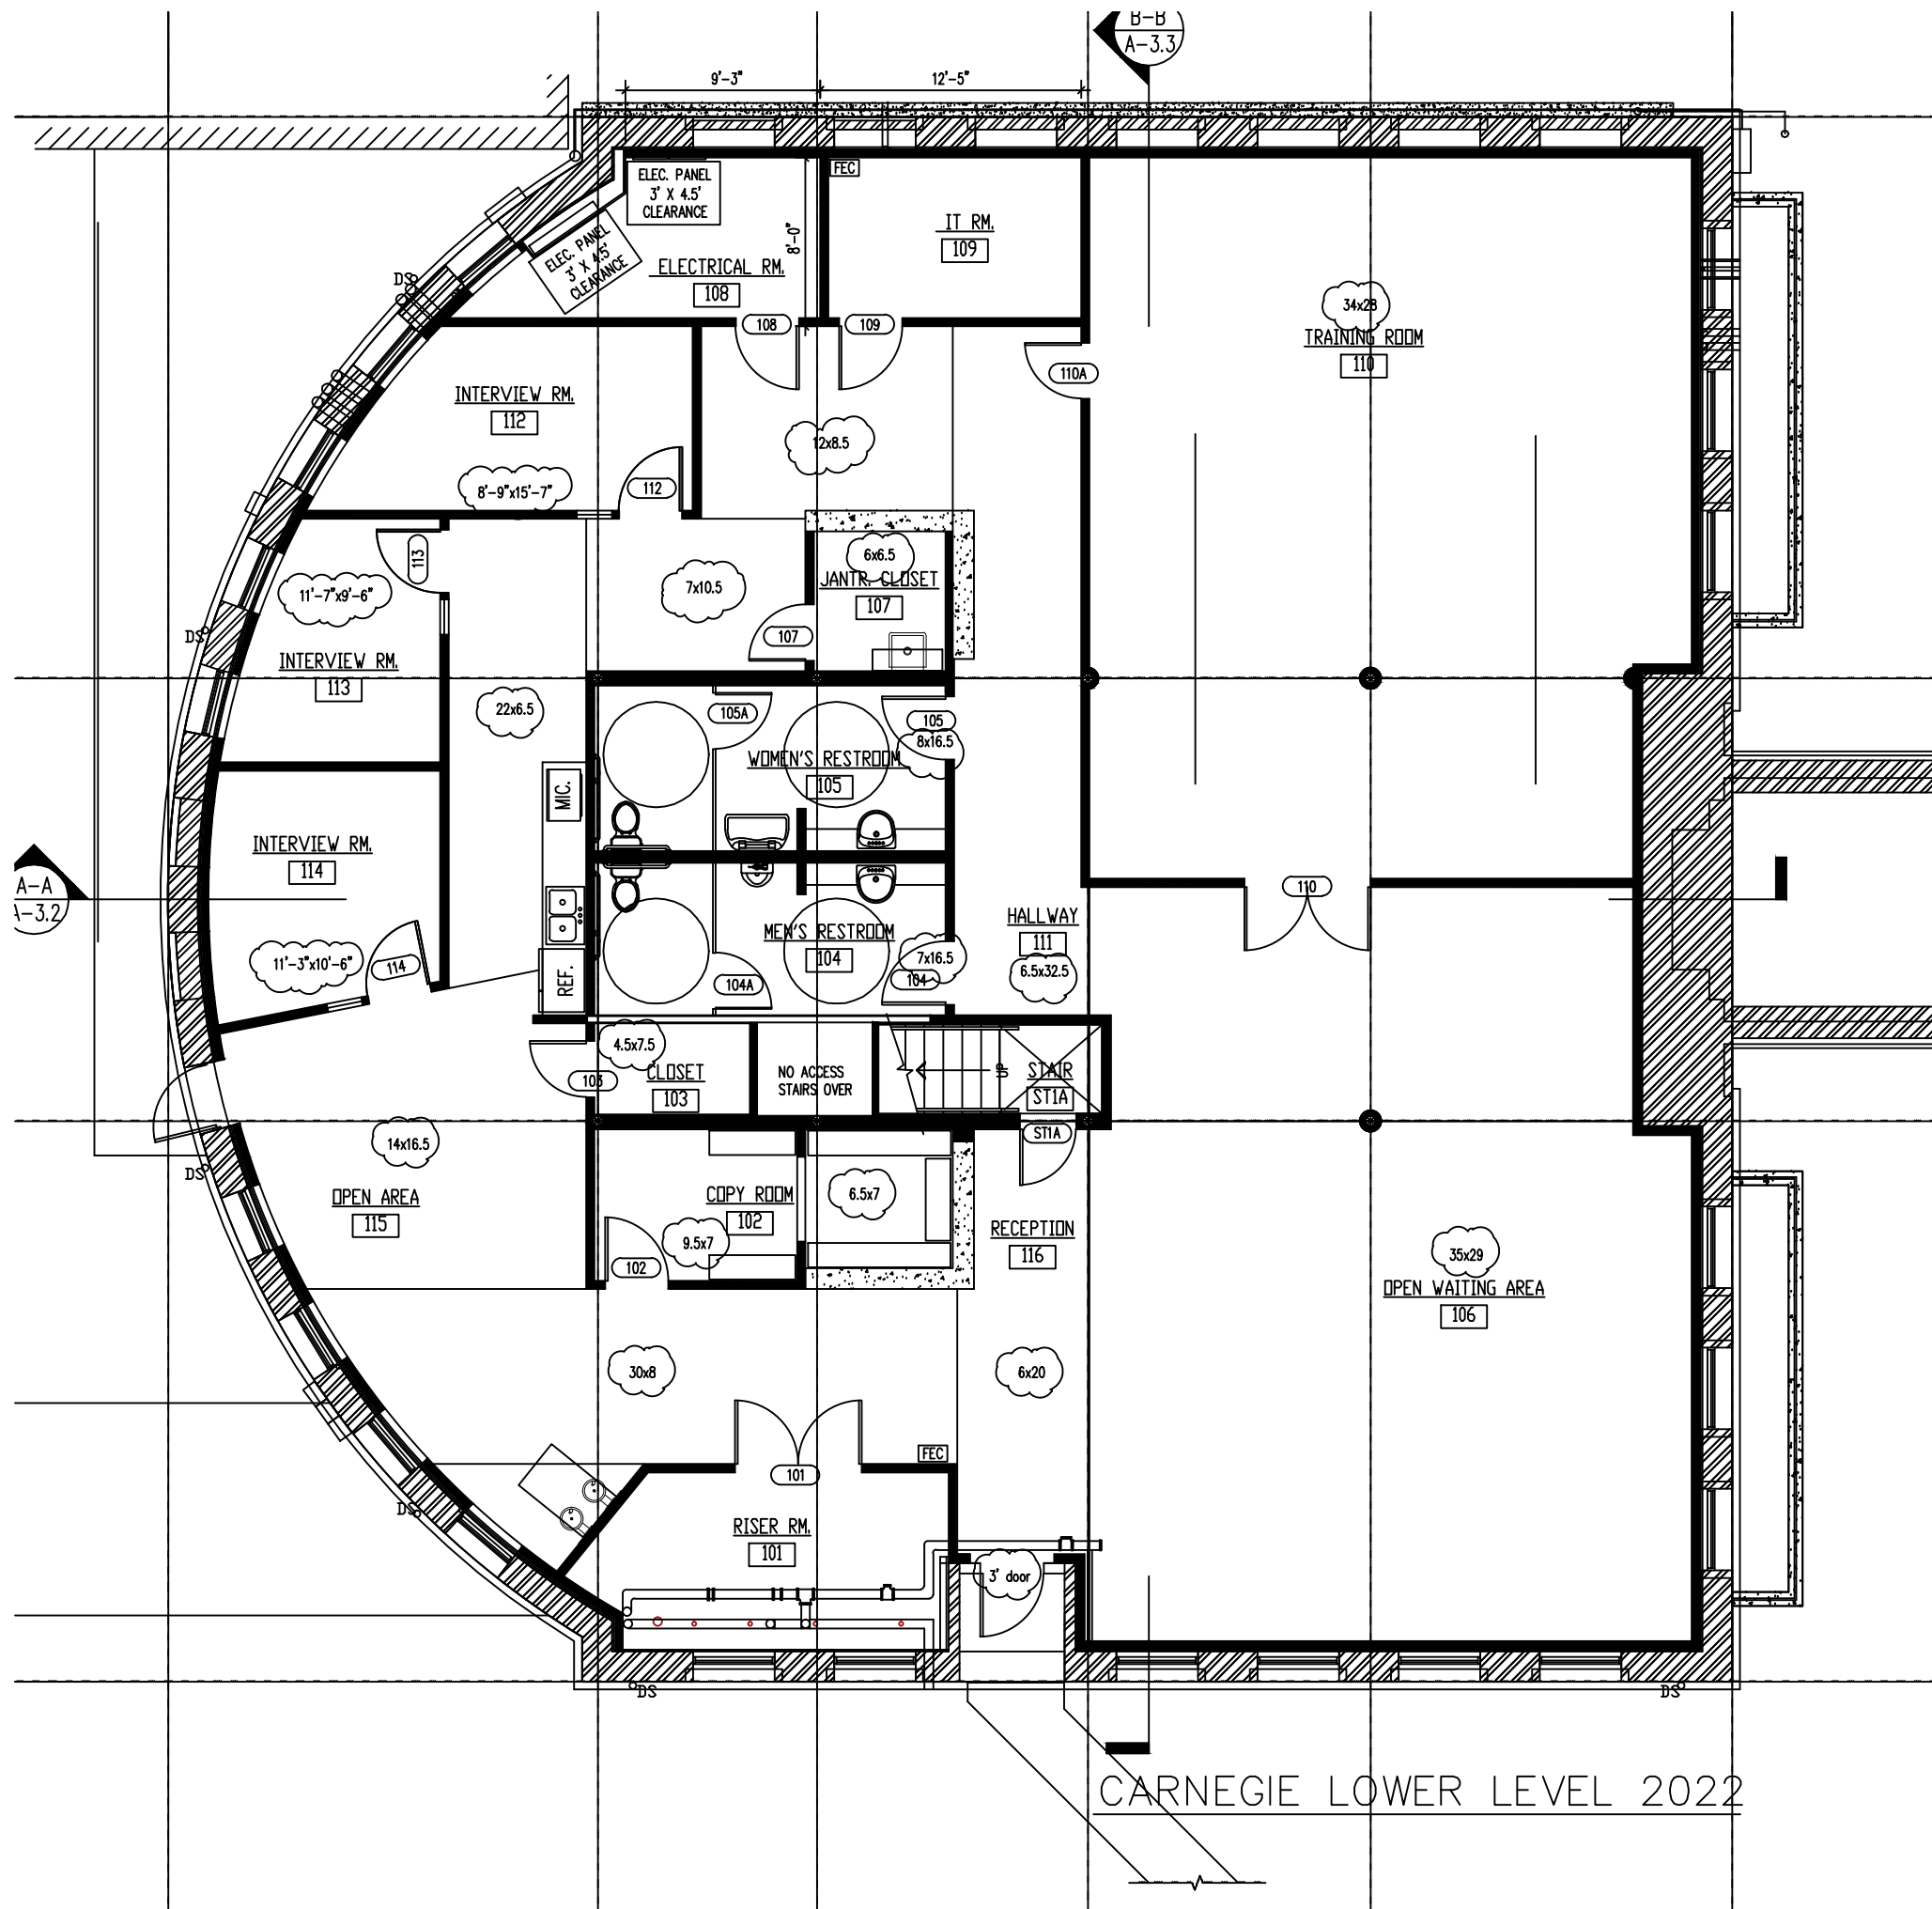 B-B
A-3.3
9'-3"
12'-5"
ELEC. PANEL
3' X 4.5'
CLEARANCE
FEC
IT RM.
109
ELEC. PANEL
3' X 4.5'
CLEARANCE
8'-0"
ELECTRICAL RM.
108
DS
108
109
34x28
TRAINING ROOM
110
110A
INTERVIEW RM.
112
12x8.5
8'-9"x15'-7"
112
113
6x6.5
JANTR. CLOSET
107
11'-7"x9'-6"
7x10.5
107
DS
INTERVIEW RM.
113
22x6.5
105A
105
8x16.5
WOMEN'S RESTROOM
105
MIC.
INTERVIEW RM.
114
A-A
A-3.2
110
HALLWAY
111
6.5x32.5
MEN'S RESTROOM
104
7x16.5
104
104A
11'-3"x10'-6"
114
REF.
4.5x7.5
CLOSET
103
103
NO ACCESS
STAIRS OVER
UP
STAIR
ST1A
ST1A
14x16.5
DS
OPEN AREA
115
COPY ROOM
102
6.5x7
9.5x7
102
RECEPTION
116
35x29
OPEN WAITING AREA
106
30x8
6x20
FEC
101
DS
RISER RM.
101
3' door
DS
DS
CARNEGIE LOWER LEVEL 2022